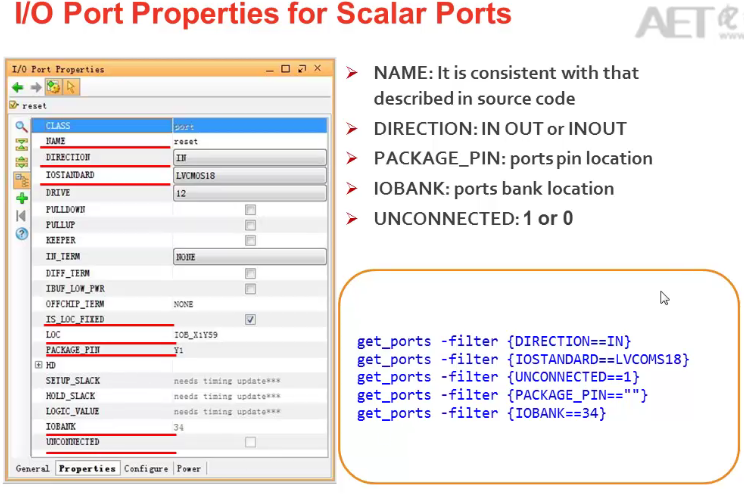 I/O Port Properties for Scalar Ports
AET
www
I/O Port Properties
reset
CLASS port
NAME reset
DIRECTION IN
IOSTANDARD LVCMOS18
DRIVE 12
PULLDOWN
PULLUP
KEEPER
IN_TERM NONE
DIFF_TERM
IBUF_LOW_PWR
OFFCHIP_TERM NONE
IS_LOC_FIXED
LOC IOB_X1Y59
PACKAGE_PIN Y1
HD
SETUP_SLACK needs timing update***
HOLD_SLACK needs timing update***
LOGIC_VALUE needs timing update***
IOBANK 34
UNCONNECTED
General Properties Configure Power
➢ NAME: It is consistent with that
described in source code
➢ DIRECTION: IN OUT or INOUT
➢ PACKAGE_PIN: ports pin location
➢ IOBANK: ports bank location
➢ UNCONNECTED: 1 or 0
get_ports -filter {DIRECTION==IN}
get_ports -filter {IOSTANDARD==LVCOMS18}
get_ports -filter {UNCONNECTED==1}
get_ports -filter {PACKAGE_PIN==""}
get_ports -filter {IOBANK==34}